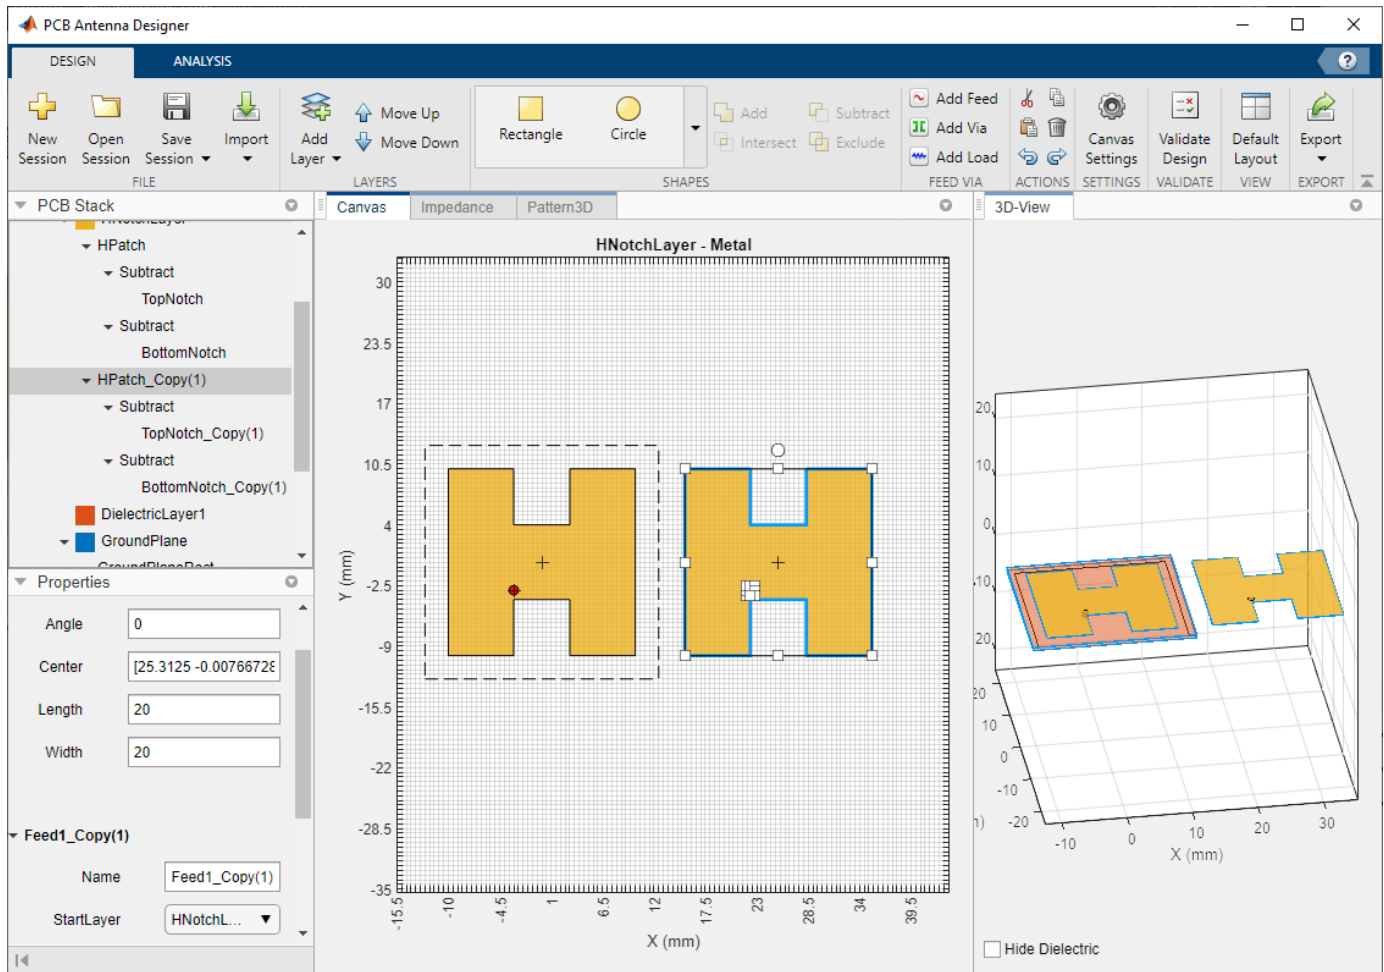 PCB Antenna Designer
DESIGN
ANALYSIS
?
New
Session
Open
Session
Save
Session
Import
FILE
Add
Layer
Move Up
Move Down
LAYERS
Rectangle
Circle
Add
Subtract
Intersect
Exclude
SHAPES
Add Feed
Add Via
Add Load
FEED VIA
ACTIONS
Canvas
Settings
SETTINGS
Validate
Design
VALIDATE
Default
Layout
VIEW
Export
EXPORT
PCB Stack
HNotchLayer
HPatch
Subtract
TopNotch
Subtract
BottomNotch
HPatch_Copy(1)
Subtract
TopNotch_Copy(1)
Subtract
BottomNotch_Copy(1)
DielectricLayer1
GroundPlane
GroundPlaneRect
Properties
Angle
0
Center
[25.3125 -0.00766728
Length
20
Width
20
Feed1_Copy(1)
Name
Feed1_Copy(1)
StartLayer
HNotchL...
Canvas
Impedance
Pattern3D
HNotchLayer - Metal
30
23.5
17
10.5
4
-2.5
-9
-15.5
-22
-28.5
-35
Y (mm)
-15.5
-10
-4.5
1
6.5
12
17.5
23
28.5
34
39.5
X (mm)
3D-View
20
10
0
-10
20
20
10
0
-10
-20
-10
0
10
20
30
X (mm)
Hide Dielectric